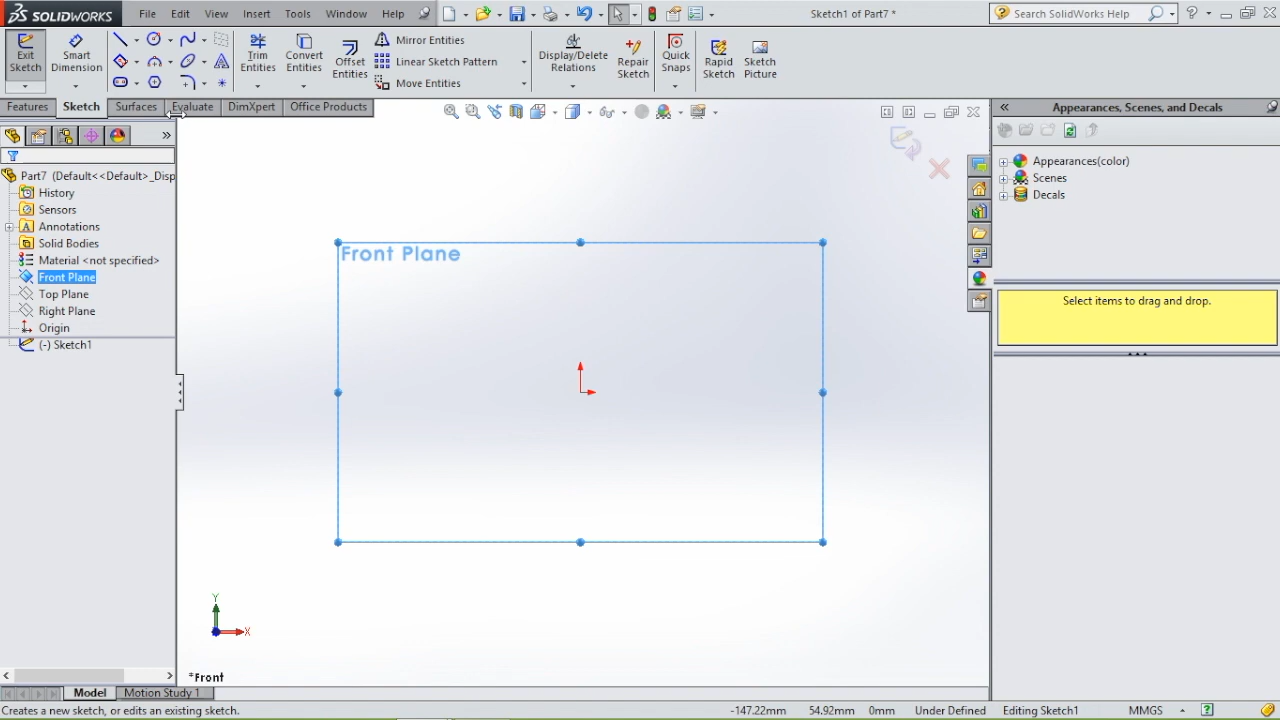 SOLIDWORKS File Edit View Insert Tools Window Help Sketch1 of Part7 * Search SolidWorks Help
Exit Sketch Smart Dimension Trim Entities Convert Entities Offset Entities Mirror Entities Linear Sketch Pattern Move Entities Display/Delete Relations Repair Sketch Quick Snaps Rapid Sketch Sketch Picture
Features Sketch Surfaces Evaluate DimXpert Office Products
Appearances, Scenes, and Decals
Part7 (Default<<Default>_Disp
History
Sensors
Annotations
Solid Bodies
Material <not specified>
Front Plane
Top Plane
Right Plane
Origin
(-) Sketch1
Front Plane
Y
X
*Front
Appearances(color)
Scenes
Decals
Select items to drag and drop.
Model Motion Study 1
Creates a new sketch, or edits an existing sketch. -147.22mm 54.92mm 0mm Under Defined Editing Sketch1 MMGS